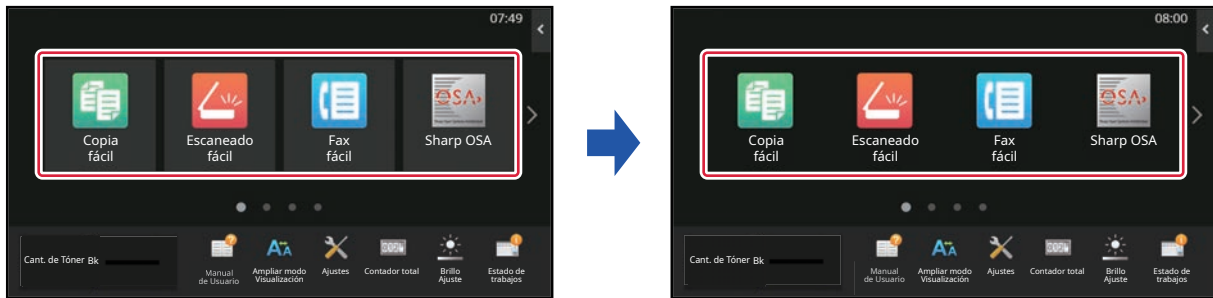 07:49
Copia
fácil
Escaneado
fácil
Fax
fácil
Sharp OSA
OSA
Cant. de Tóner Bk
Manual
de Usuario
Ampliar modo
Visualización
Ajustes
Contador total
Brillo
Ajuste
Estado de
trabajos
08:00
Copia
fácil
Escaneado
fácil
Fax
fácil
Sharp OSA
OSA
Cant. de Tóner Bk
Manual
de Usuario
Ampliar modo
Visualización
Ajustes
Contador total
Brillo
Ajuste
Estado de
trabajos